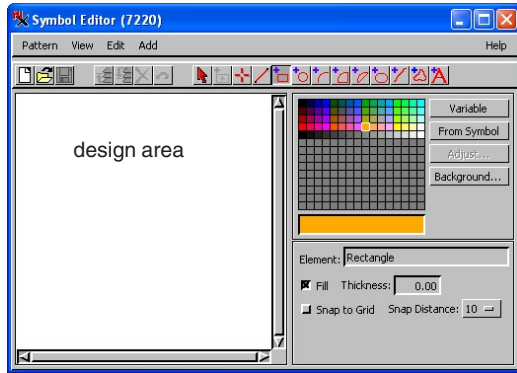 Symbol Editor (7220)
Pattern View Edit Add Help
design area
Variable
From Symbol
Adjust...
Background...
Element: Rectangle
Fill Thickness: 0.00
Snap to Grid Snap Distance: 10